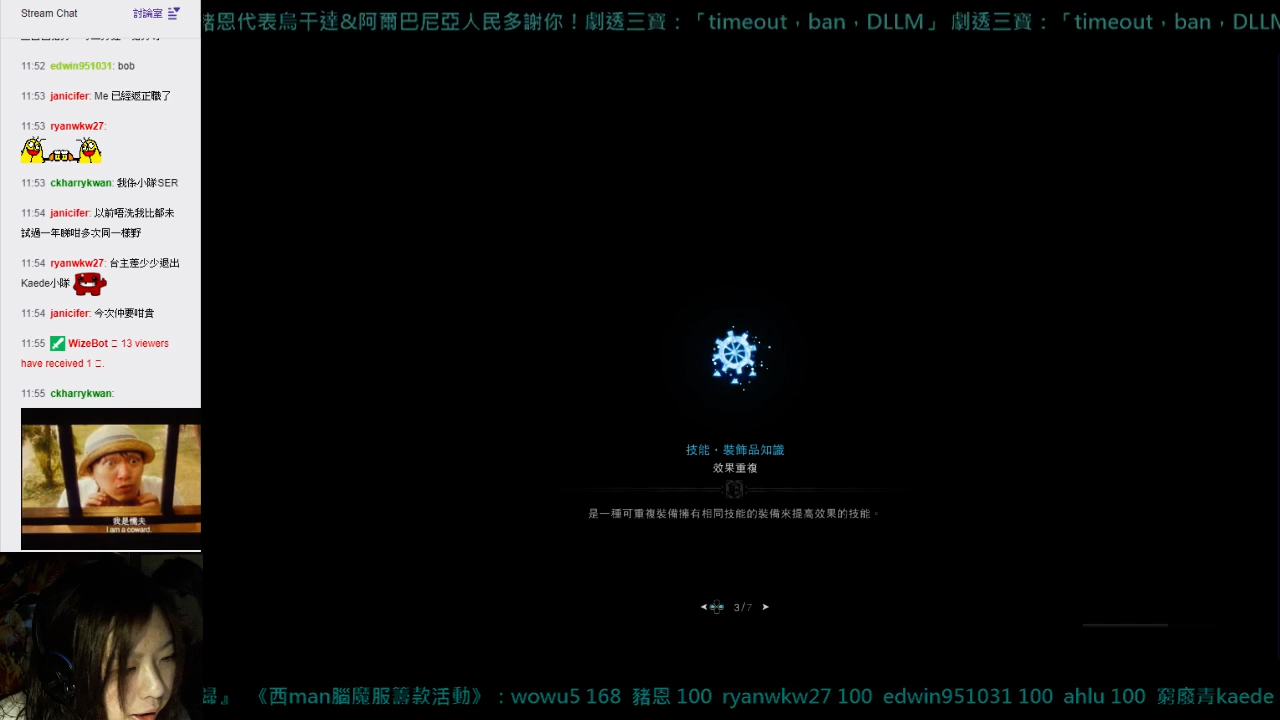 Stream Chat 討論室
11:52 edwin951031: bob
11:53 janicifer: Me 已經返正職了
11:53 ryanwkw27:
11:53 ckharrykwan: 我係小隊SER
11:54 janicifer: 以前唔洗我比都未
試過一年睇咁多次同一樣野
11:54 ryanwkw27: 台主差少少退出
Kaede小隊
11:54 janicifer: 今次仲要咁貴
11:55 WizeBot 13 viewers
have received 1
11:55 ckharrykwan:
我是懦夫
I am a coward.
豬恩代表烏干達&阿爾巴尼亞人民多謝你！劇透三寶：「timeout，ban，DLLM」 劇透三寶：「timeout，ban，DLLM
技能・裝飾品知識
效果重複
是一種可重複裝備擁有相同技能的裝備來提高效果的技能。
3/7
婦』 《西man腦魔服籌款活動》：wowu5 168 豬恩 100 ryanwkw27 100 edwin951031 100 ahlu 100 窮廢青kaede